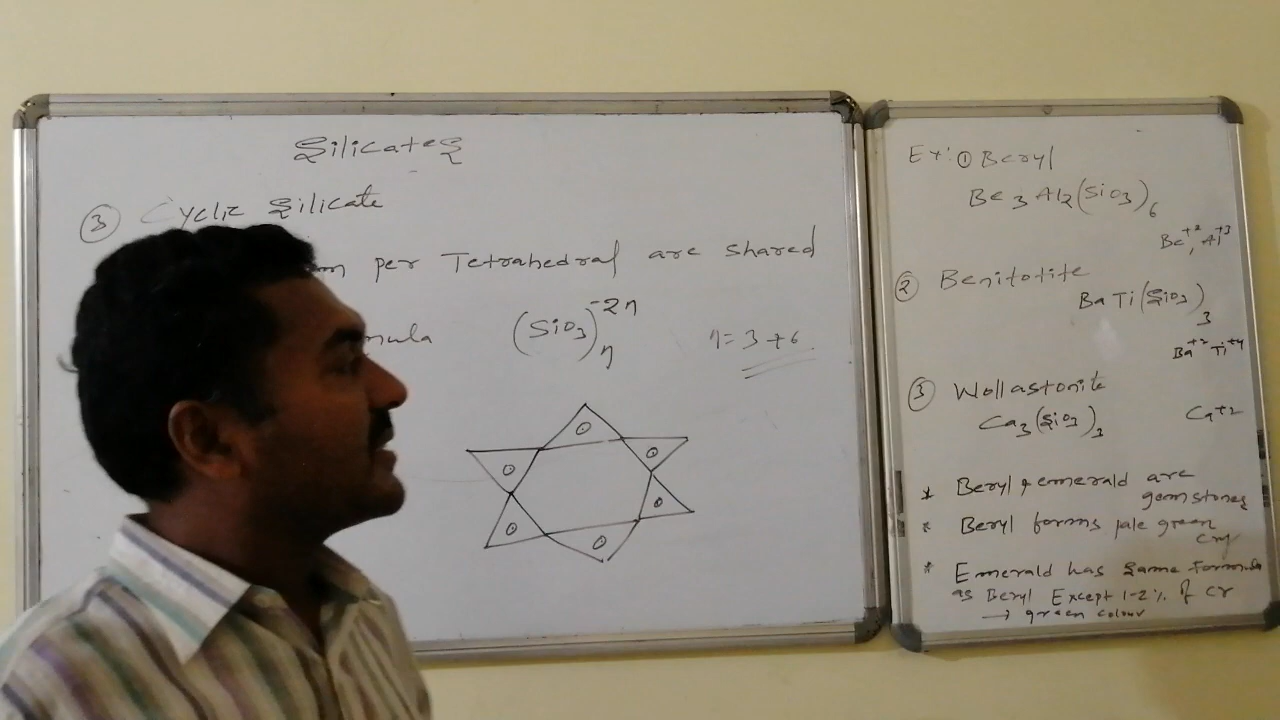 Silicates
③ Cyclic Silicate
per Tetrahedral are shared
(SiO3)n-2n n= 3 + 6
Ex: ① Beryl
Be3Al2(SiO3)6
Be+2, Al+3
② Benitotite
BaTi(SiO3)3
Ba+2 Ti+4
③ Wollastonite
Ca3(SiO3)3 Ca+2
* Beryl & emerald are
gemstones
* Beryl forms pale green
cry
* Emerald has same formula
as Beryl Except 1-2% of Cr
→ green colour